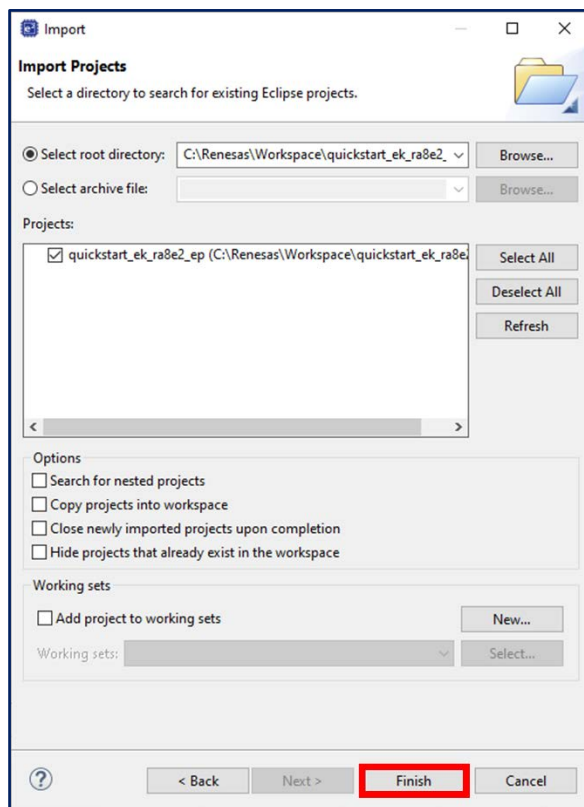 Import
Import Projects
Select a directory to search for existing Eclipse projects.
Select root directory: C:\Renesas\Workspace\quickstart_ek_ra8e2_ Browse...
Select archive file: Browse...
Projects:
quickstart_ek_ra8e2_ep (C:\Renesas\Workspace\quickstart_ek_ra8e2 Select All
Deselect All
Refresh
Options
Search for nested projects
Copy projects into workspace
Close newly imported projects upon completion
Hide projects that already exist in the workspace
Working sets
Add project to working sets New...
Working sets: Select...
? < Back Next > Finish Cancel